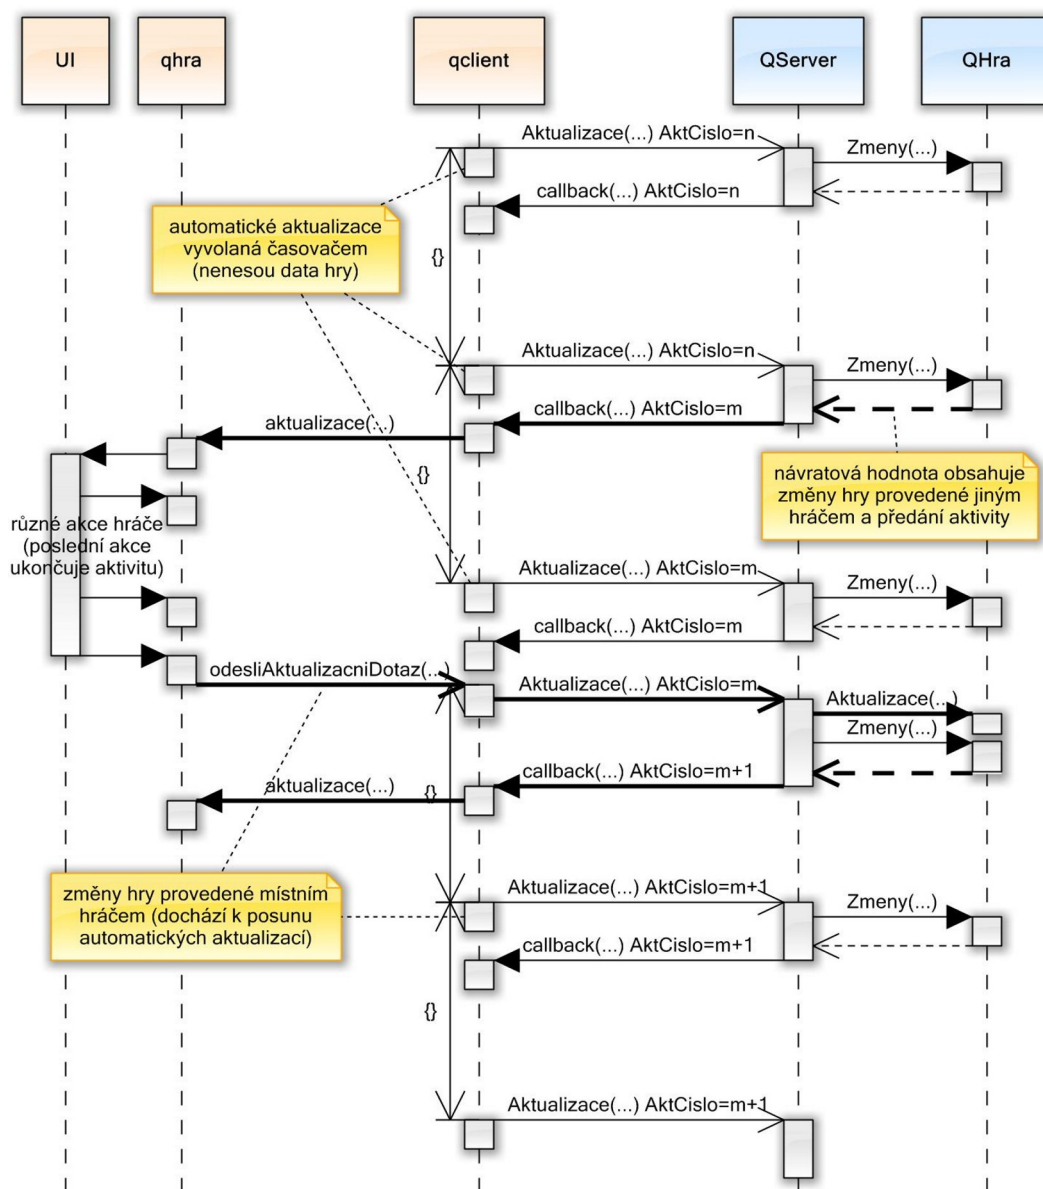 UI
qhra
qclient
QServer
QHra
Aktualizace(...) AktCislo=n
Zmeny(...)
callback(...) AktCislo=n
automatické aktualizace
vyvolaná časovačem
(nenesou data hry)
{}
Aktualizace(...) AktCislo=n
Zmeny(...)
callback(...) AktCislo=m
aktualizace(...)
{}
návratová hodnota obsahuje
změny hry provedené jiným
hráčem a předání aktivity
různé akce hráče
(poslední akce
ukončuje aktivitu)
Aktualizace(...) AktCislo=m
Zmeny(...)
callback(...) AktCislo=m
odesliAktualizacniDotaz(...)
Aktualizace(...) AktCislo=m
Aktualizace(...)
Zmeny(...)
callback(...) AktCislo=m+1
aktualizace(...)
{}
změny hry provedené místním
hráčem (dochází k posunu
automatických aktualizací)
Aktualizace(...) AktCislo=m+1
Zmeny(...)
callback(...) AktCislo=m+1
{}
Aktualizace(...) AktCislo=m+1